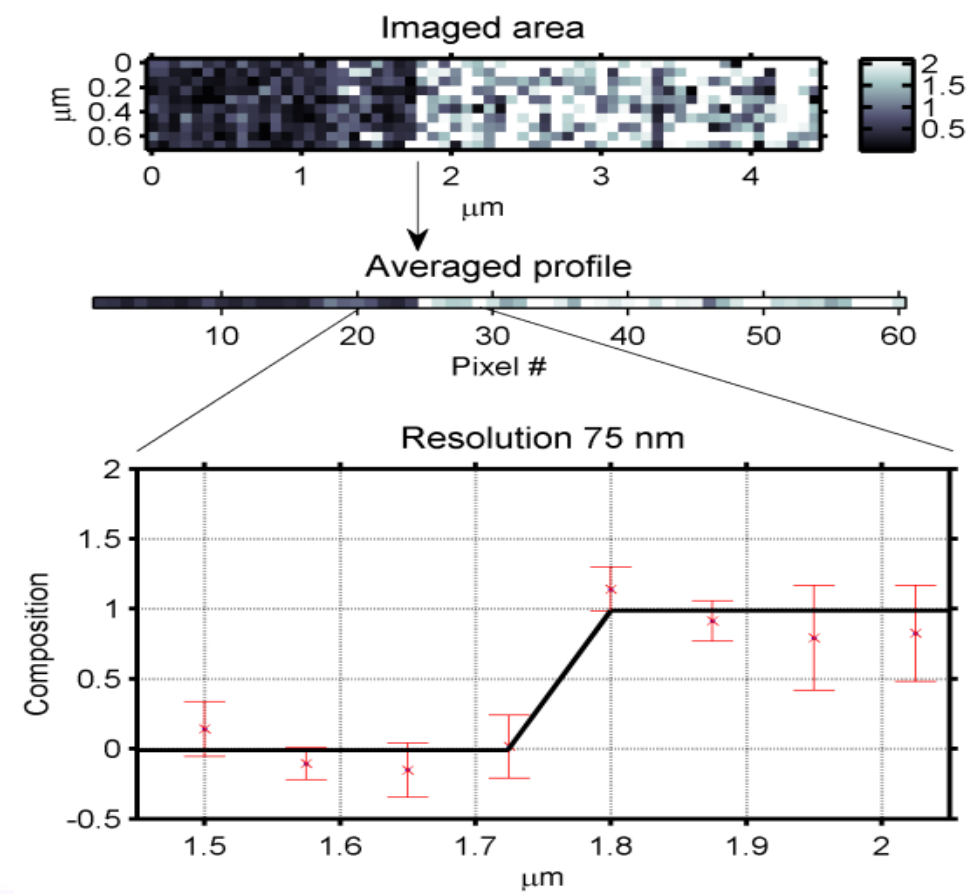 Imaged area
0
0.2
0.4
0.6
μm
2
1.5
1
0.5
0 1 2 3 4
μm
Averaged profile
10 20 30 40 50 60
Pixel #
Resolution 75 nm
2
1.5
1
0.5
0
-0.5
Composition
1.5 1.6 1.7 1.8 1.9 2
μm